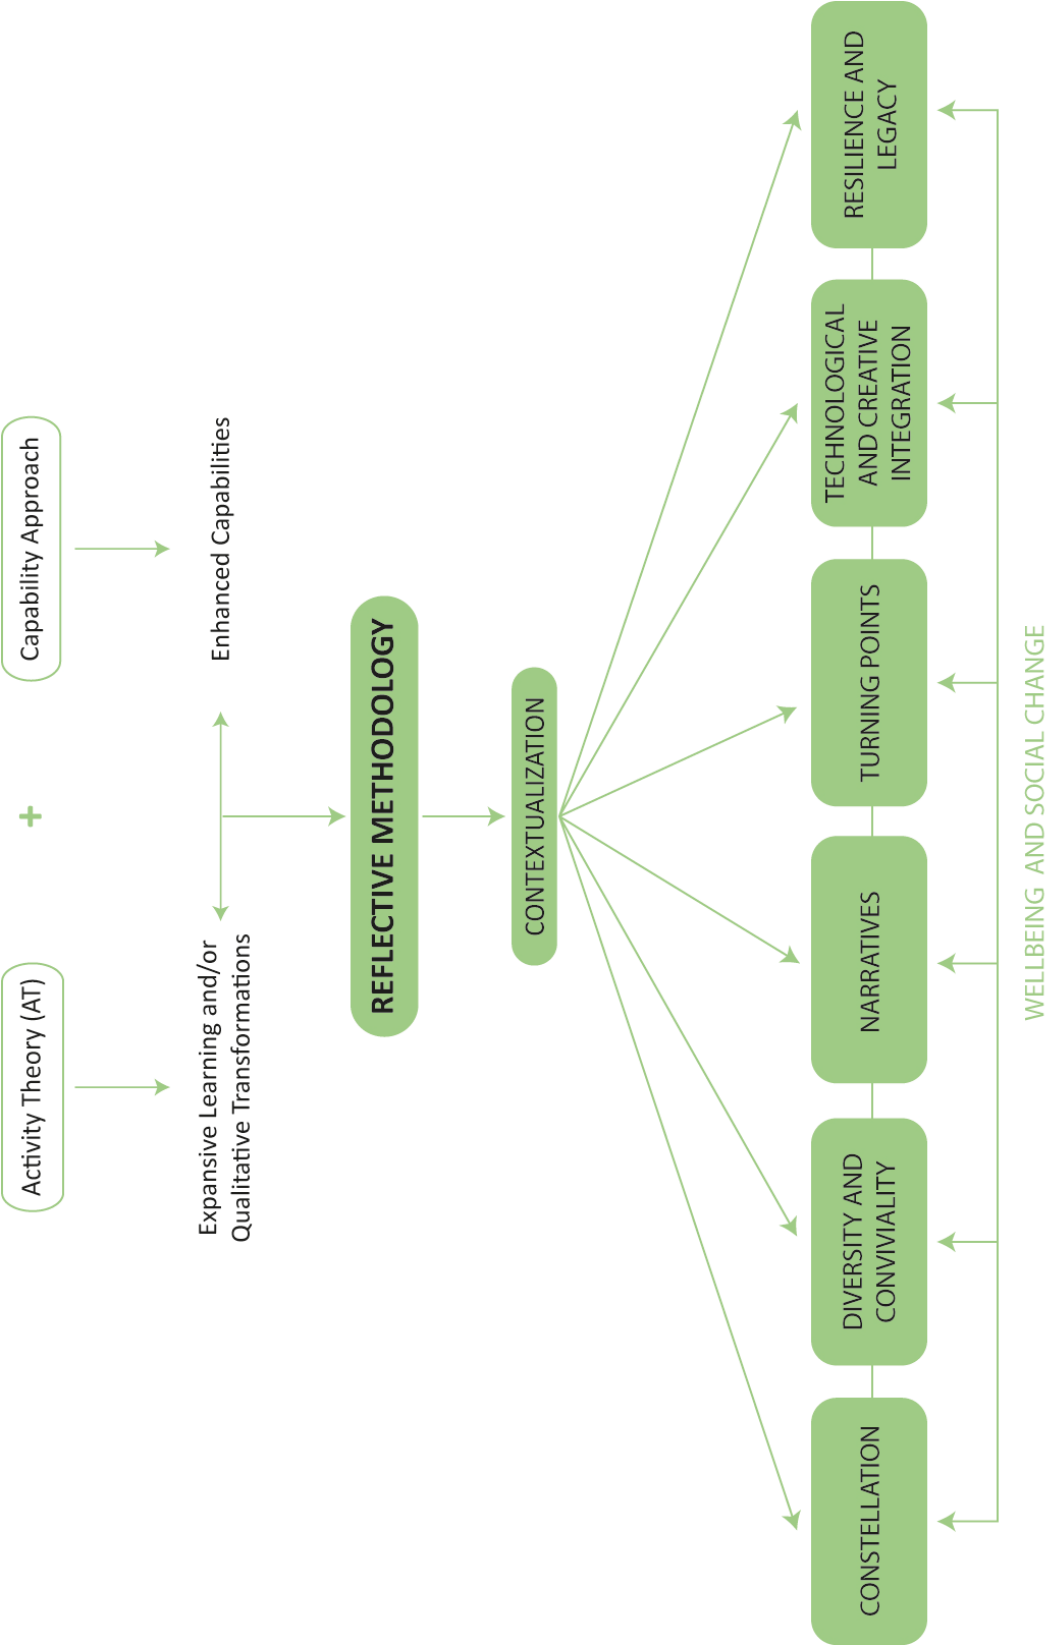 Activity Theory (AT)
+
Capability Approach
Expansive Learning and/or
Qualitative Transformations
Enhanced Capabilities
REFLECTIVE METHODOLOGY
CONTEXTUALIZATION
CONSTELLATION
DIVERSITY AND
CONVIVIALITY
NARRATIVES
TURNING POINTS
TECHNOLOGICAL
AND CREATIVE
INTEGRATION
RESILIENCE AND
LEGACY
WELLBEING AND SOCIAL CHANGE